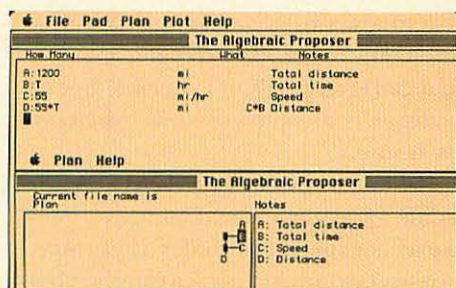 File Pad Plan Plot Help
The Algebraic Proposer
How Many What Notes
A:1200 mi Total distance
B:T hr Total time
C:55 mi/hr Speed
D:55*T mi C*B Distance
Plan Help
The Algebraic Proposer
Current file name is
Plan Notes
A A: Total distance
B B: Total time
C C: Speed
D D: Distance